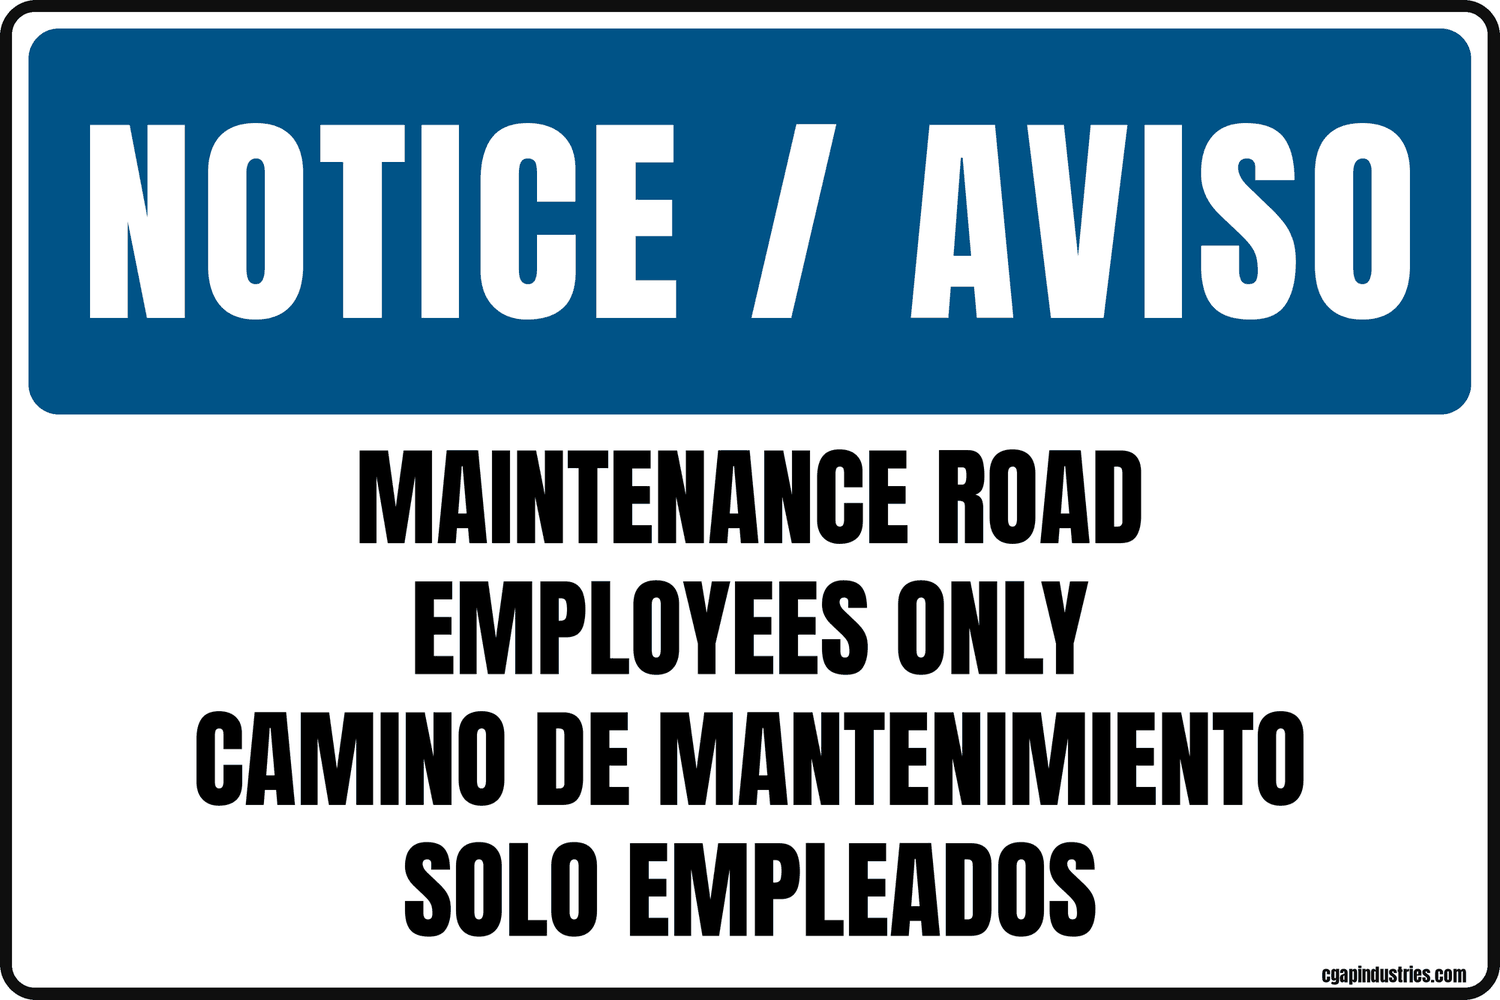 NOTICE / AVISO
MAINTENANCE ROAD
EMPLOYEES ONLY
CAMINO DE MANTENIMIENTO
SOLO EMPLEADOS
cgapindustries.com